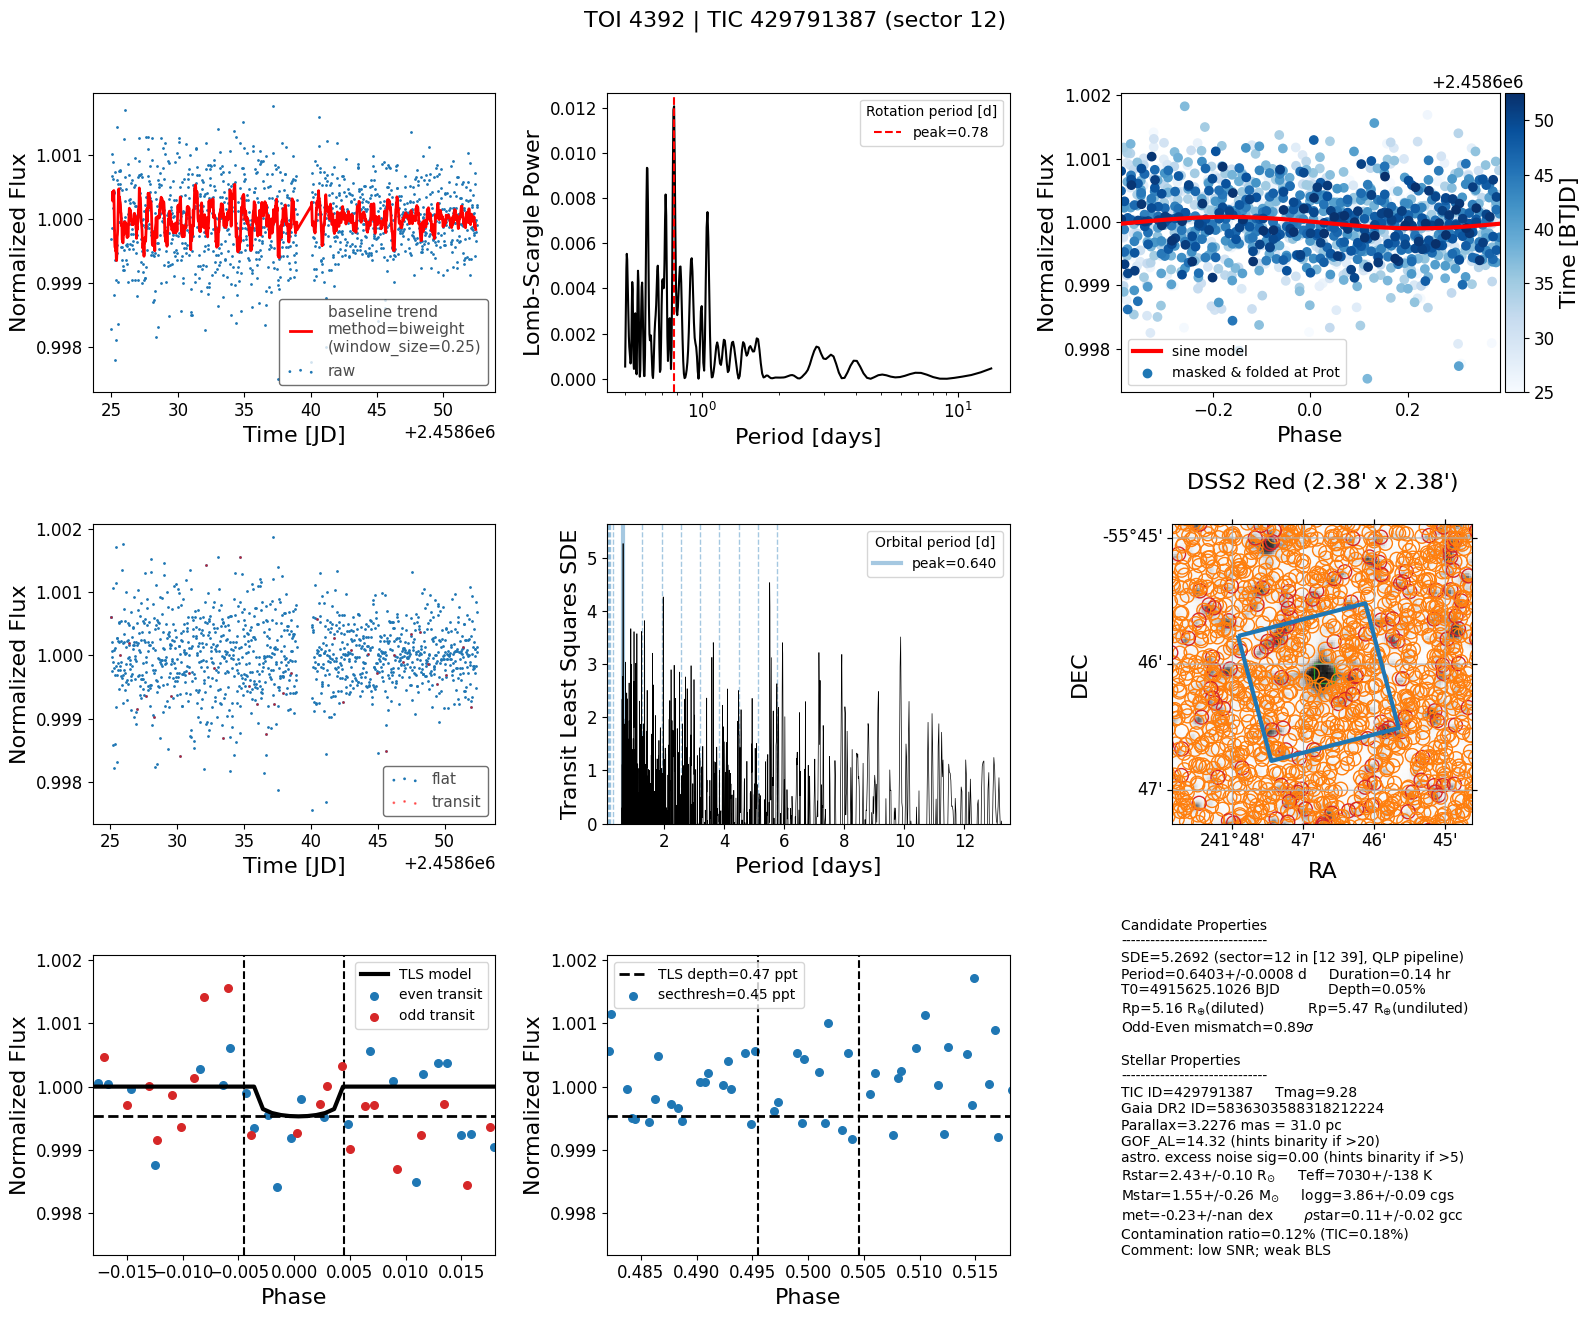 TOI 4392 | TIC 429791387 (sector 12)
Normalized Flux
1.001
1.000
0.999
0.998
baseline trend
method=biweight
(window_size=0.25)
raw
25 30 35 40 45 50
Time [JD]
+2.4586e6
Lomb-Scargle Power
0.012
0.010
0.008
0.006
0.004
0.002
0.000
Rotation period [d]
peak=0.78
10⁰ 10¹
Period [days]
Normalized Flux
1.002
1.001
1.000
0.999
0.998
sine model
masked & folded at Prot
−0.2 0.0 0.2
Phase
+2.4586e6
50
45
40
35
30
25
Time [BTJD]
Normalized Flux
1.002
1.001
1.000
0.999
0.998
flat
transit
25 30 35 40 45 50
Time [JD]
+2.4586e6
Transit Least Squares SDE
5
4
3
2
1
0
Orbital period [d]
peak=0.640
2 4 6 8 10 12
Period [days]
DSS2 Red (2.38' x 2.38')
DEC
-55°45'
46'
47'
241°48' 47' 46' 45'
RA
Normalized Flux
1.002
1.001
1.000
0.999
0.998
TLS model
even transit
odd transit
−0.015 −0.010 −0.005 0.000 0.005 0.010 0.015
Phase
Normalized Flux
1.002
1.001
1.000
0.999
0.998
TLS depth=0.47 ppt
secthresh=0.45 ppt
0.485 0.490 0.495 0.500 0.505 0.510 0.515
Phase
Candidate Properties
------------------------------
SDE=5.2692 (sector=12 in [12 39], QLP pipeline)
Period=0.6403+/-0.0008 d Duration=0.14 hr
T0=4915625.1026 BJD Depth=0.05%
Rp=5.16 R⊕(diluted) Rp=5.47 R⊕(undiluted)
Odd-Even mismatch=0.89σ
Stellar Properties
------------------------------
TIC ID=429791387 Tmag=9.28
Gaia DR2 ID=5836303588318212224
Parallax=3.2276 mas = 31.0 pc
GOF_AL=14.32 (hints binarity if >20)
astro. excess noise sig=0.00 (hints binarity if >5)
Rstar=2.43+/-0.10 R⊙ Teff=7030+/-138 K
Mstar=1.55+/-0.26 M⊙ logg=3.86+/-0.09 cgs
met=-0.23+/-nan dex ρstar=0.11+/-0.02 gcc
Contamination ratio=0.12% (TIC=0.18%)
Comment: low SNR; weak BLS